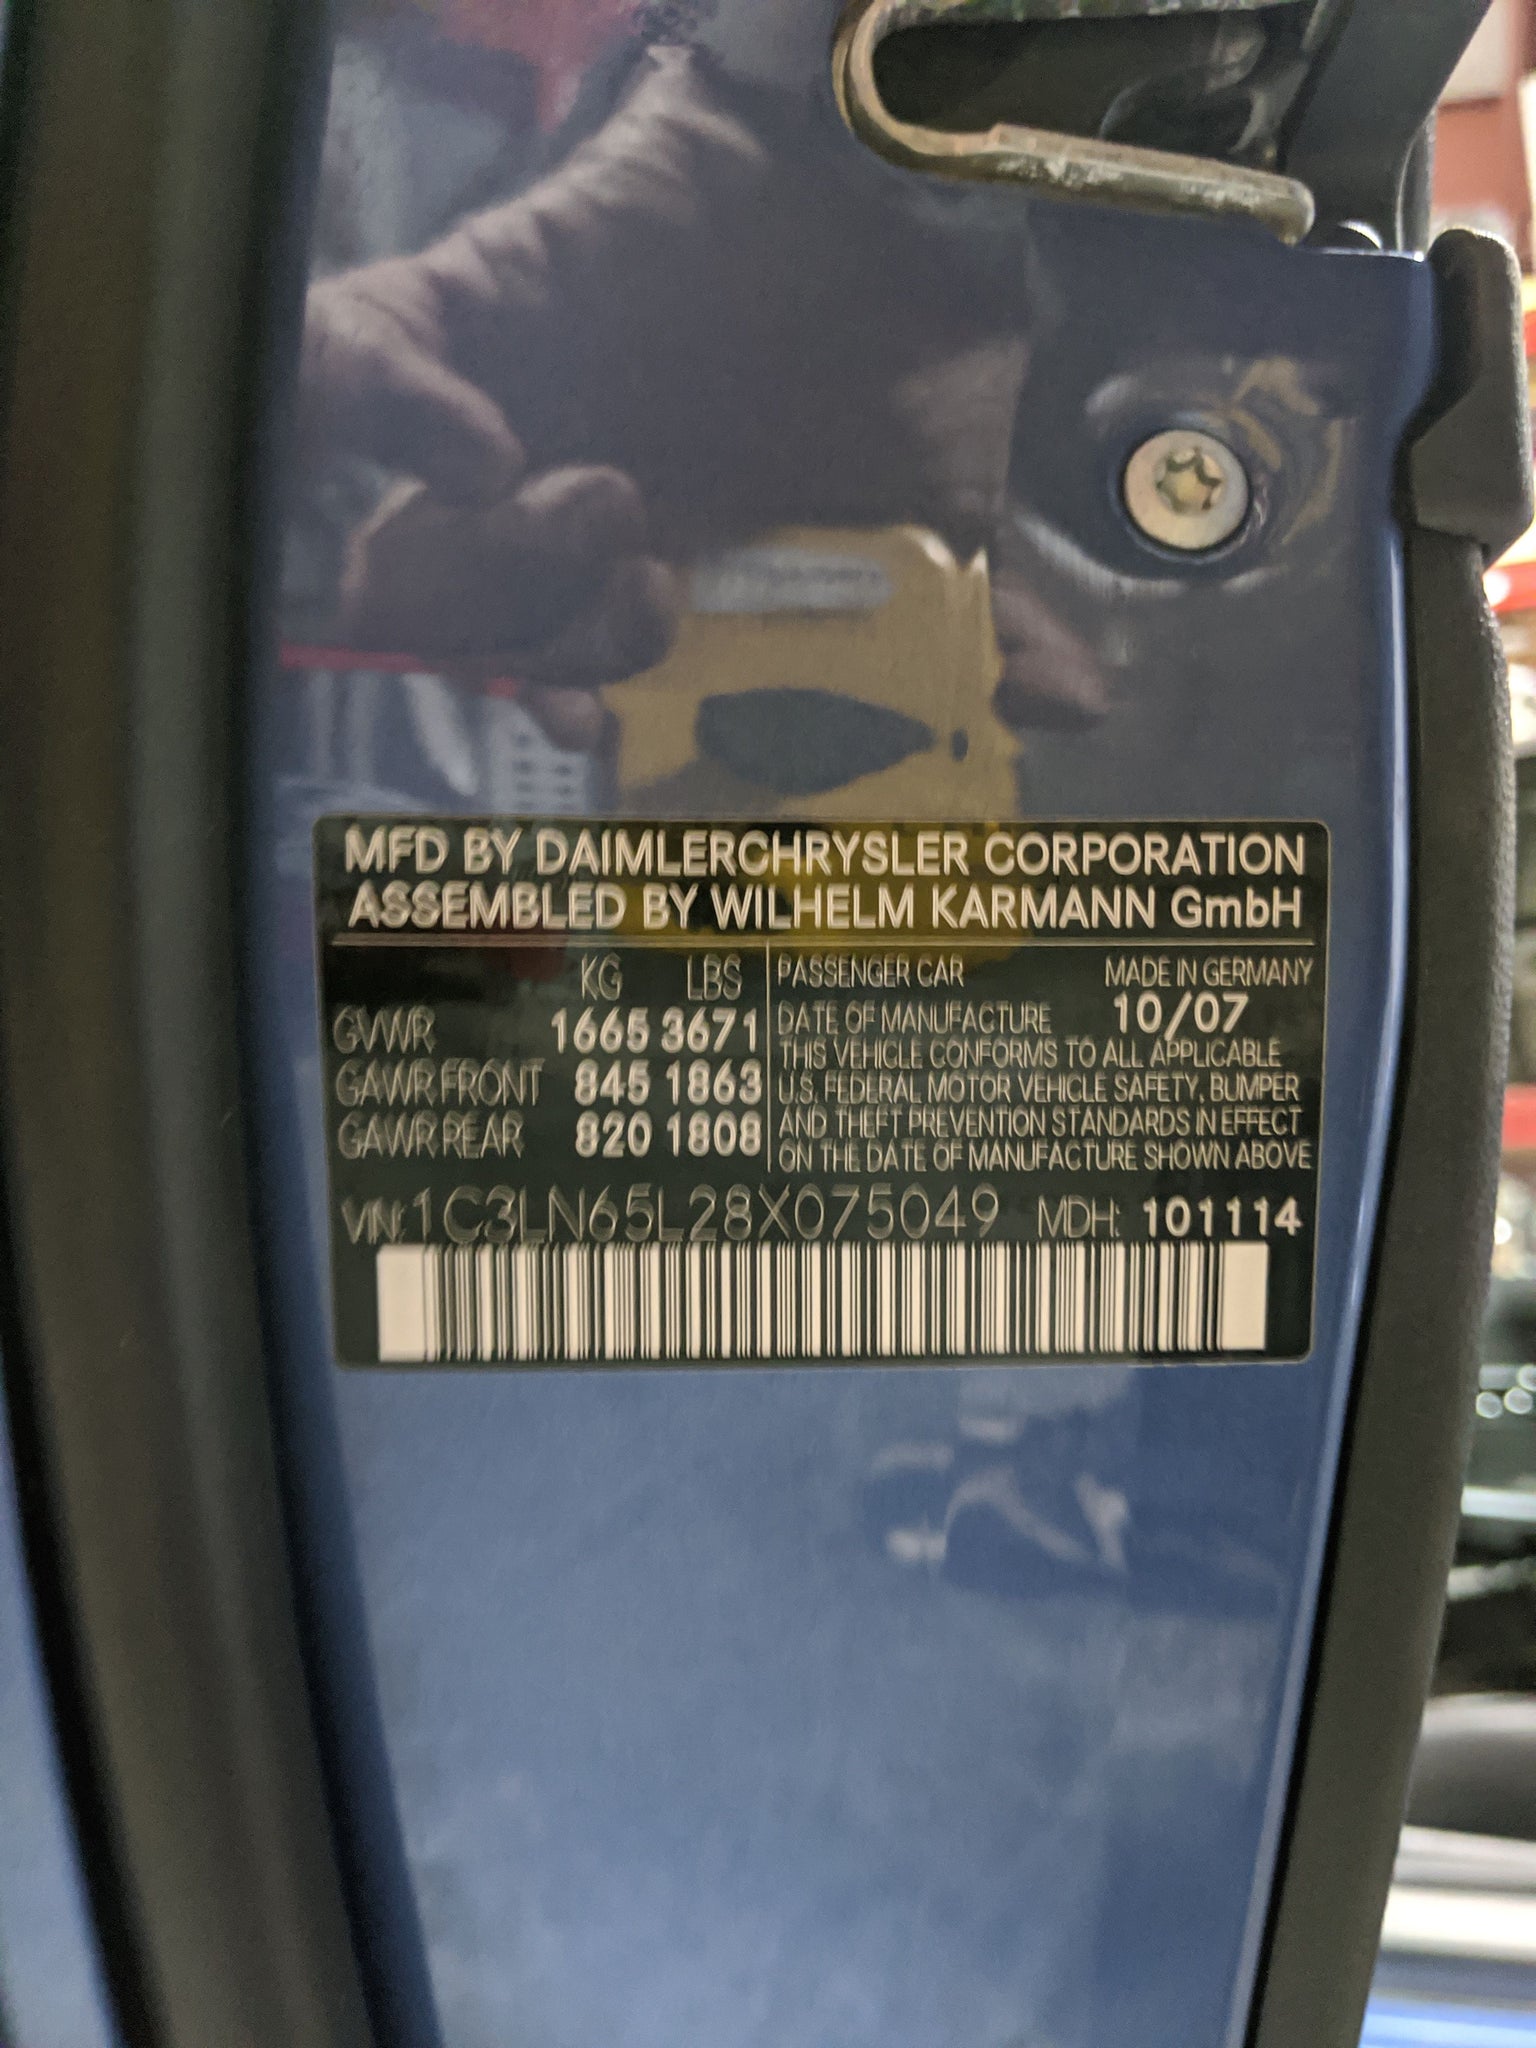 MFD BY DAIMLERCHRYSLER CORPORATION
ASSEMBLED BY WILHELM KARMANN GmbH
KG LBS
GVWR 1665 3671
GAWR FRONT 845 1863
GAWR REAR 820 1808
PASSENGER CAR MADE IN GERMANY
DATE OF MANUFACTURE 10/07
THIS VEHICLE CONFORMS TO ALL APPLICABLE
U.S. FEDERAL MOTOR VEHICLE SAFETY, BUMPER
AND THEFT PREVENTION STANDARDS IN EFFECT
ON THE DATE OF MANUFACTURE SHOWN ABOVE
VIN: 1C3LN65L28X075049 MDH: 101114